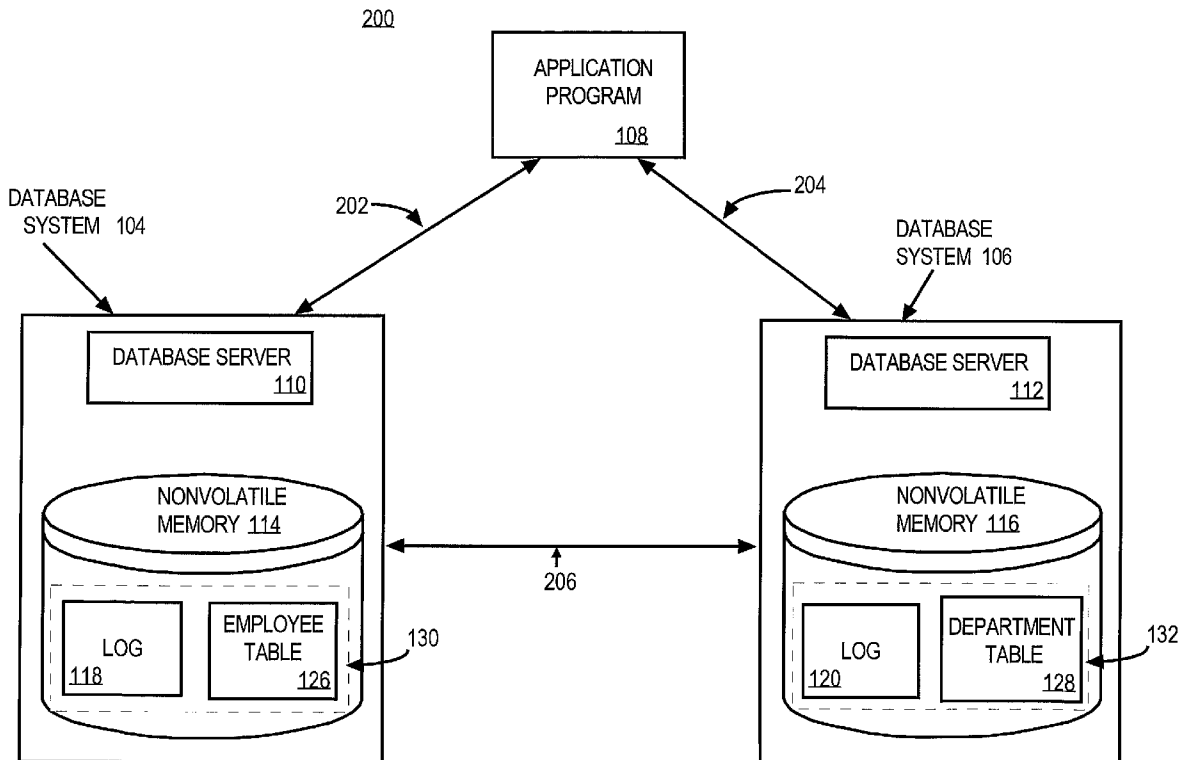 200
APPLICATION
PROGRAM
108
202
204
DATABASE
SYSTEM 104
DATABASE
SYSTEM 106
DATABASE SERVER
110
DATABASE SERVER
112
NONVOLATILE
MEMORY 114
NONVOLATILE
MEMORY 116
206
LOG
118
EMPLOYEE
TABLE
126
130
LOG
120
DEPARTMENT
TABLE
128
132